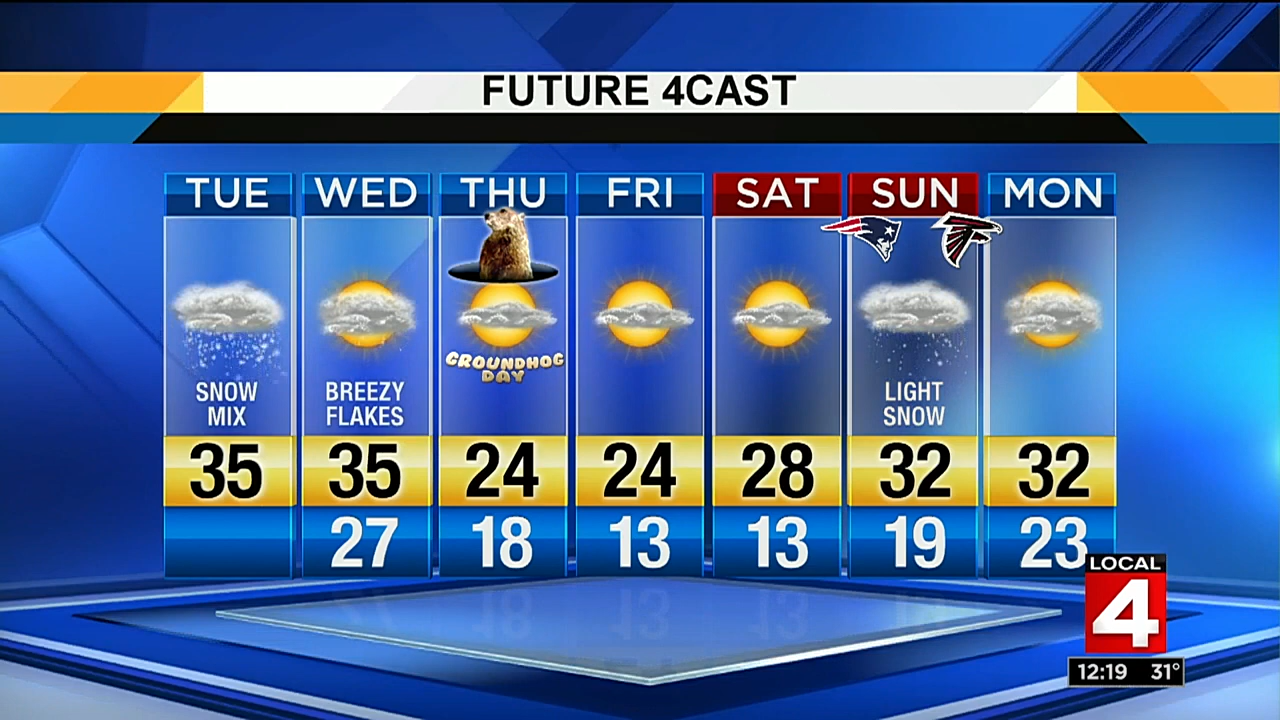 FUTURE 4CAST
TUE WED THU FRI SAT SUN MON
GROUNDHOG
DAY
SNOW
MIX
BREEZY
FLAKES
LIGHT
SNOW
35 35 24 24 28 32 32
27 18 13 13 19 23
LOCAL
4
12:19 31°